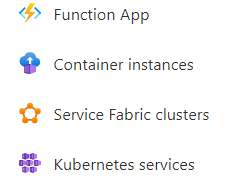 Function App
Container instances
Service Fabric clusters
Kubernetes services